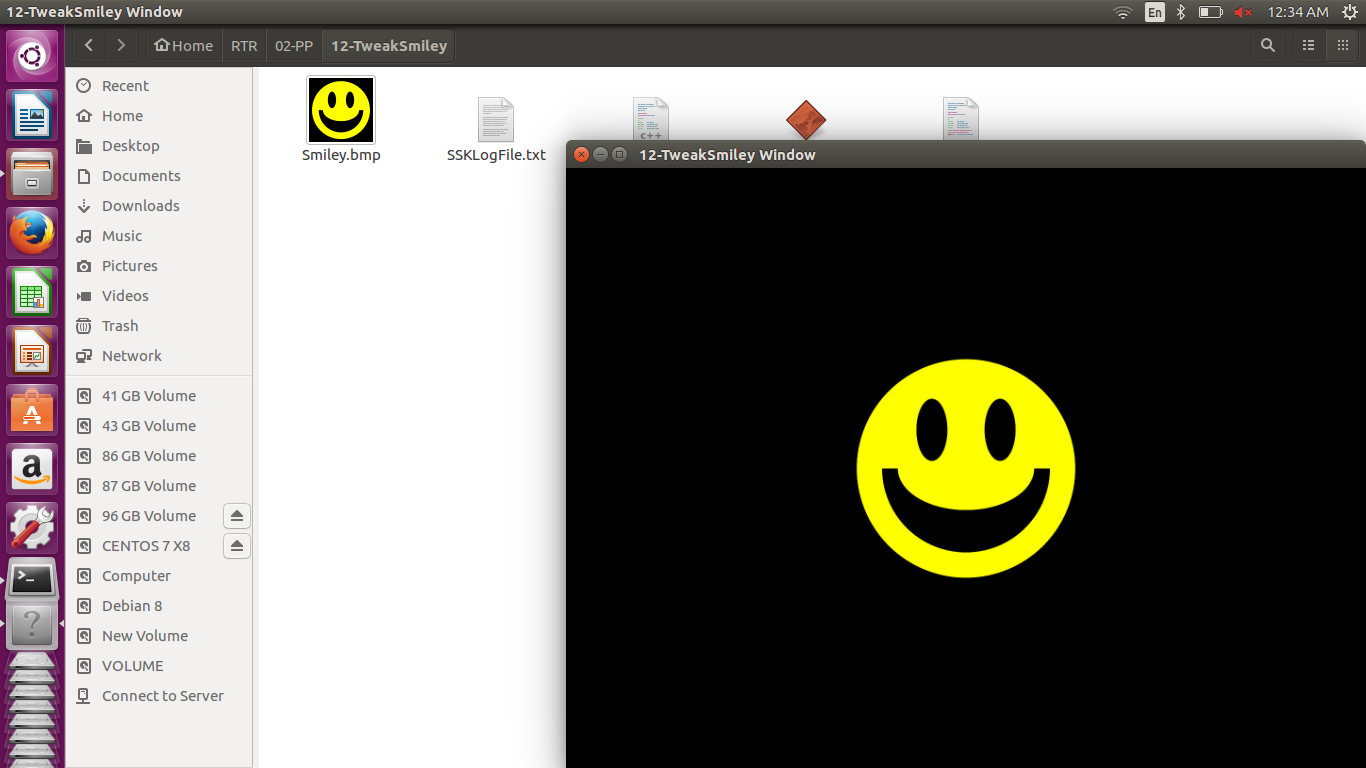 12-TweakSmiley Window
En
12:34 AM
Home
RTR
02-PP
12-TweakSmiley
Recent
Home
Desktop
Documents
Downloads
Music
Pictures
Videos
Trash
Network
41 GB Volume
43 GB Volume
86 GB Volume
87 GB Volume
96 GB Volume
CENTOS 7 X8
Computer
Debian 8
New Volume
VOLUME
Connect to Server
Smiley.bmp
SSKLogFile.txt
C++
12-TweakSmiley Window
A
a
>_
?